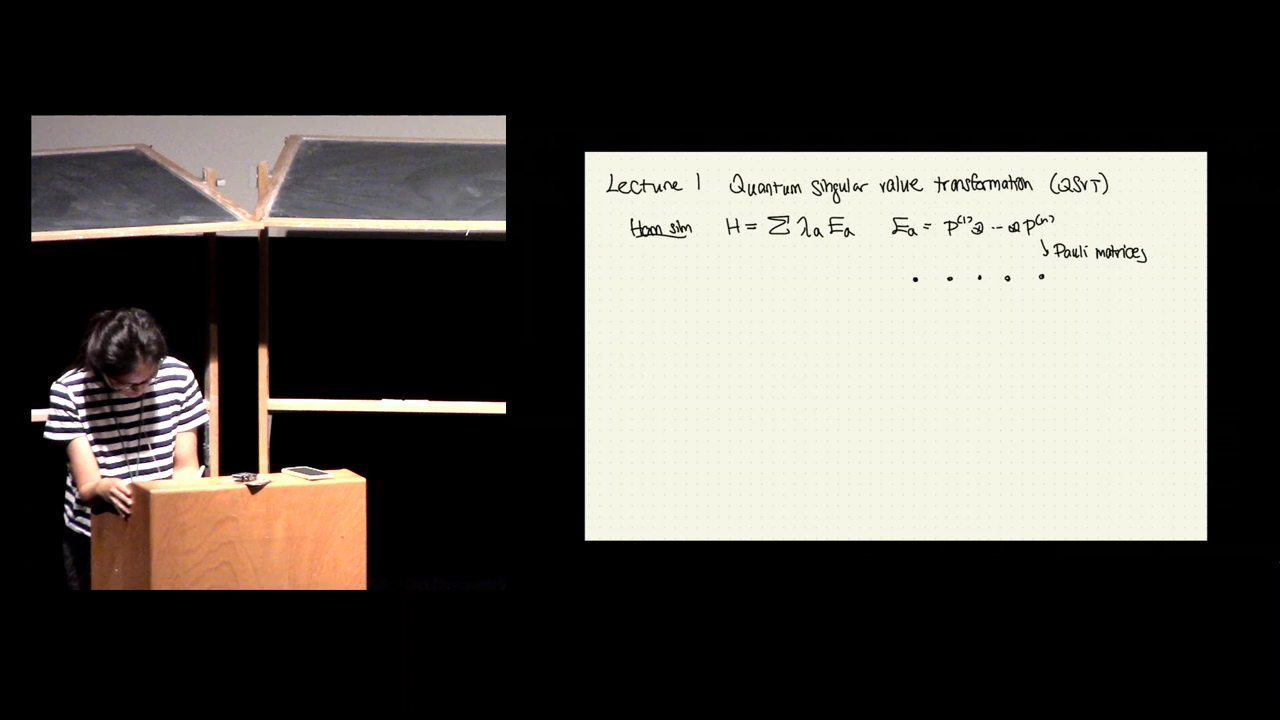 Lecture 1 Quantum singular value transformation (QSVT)
Ham sim H = Σ λa Ea Ea = P⁽¹⁾⊗ ··· ⊗ P⁽ⁿ⁾
↳ Pauli matrices